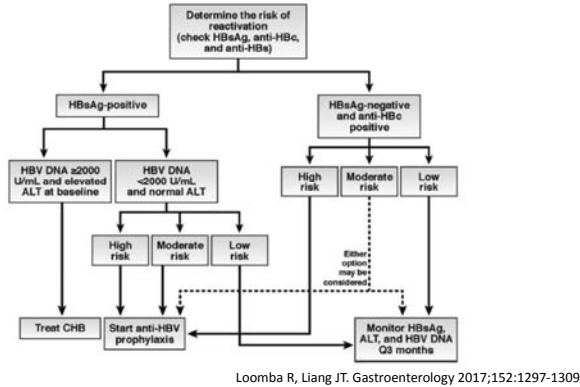 Determine the risk of
reactivation
(check HBsAg, anti-HBc,
and anti-HBs)
HBsAg-positive
HBsAg-negative
and anti-HBc
positive
HBV DNA ≥2000
U/mL and elevated
ALT at baseline
HBV DNA
<2000 U/mL
and normal ALT
High
risk
Moderate
risk
Low
risk
High
risk
Moderate
risk
Low
risk
Either
option
may be
considered
Treat CHB
Start anti-HBV
prophylaxis
Monitor HBsAg,
ALT, and HBV DNA
Q3 months
Loomba R, Liang JT. Gastroenterology 2017;152:1297-1309